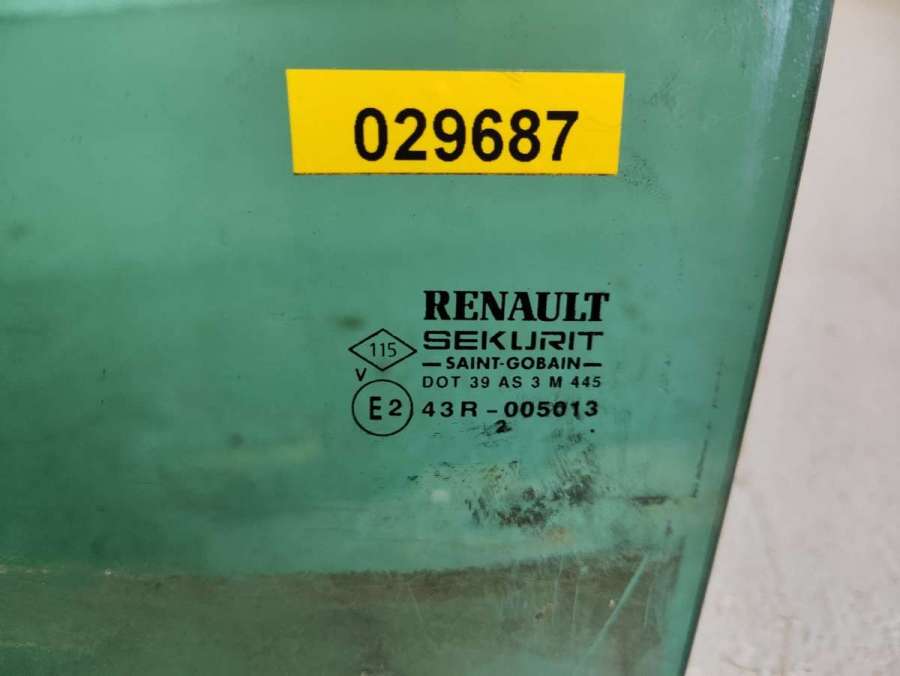 029687
RENAULT
115 SEKURIT
—SAINT-GOBAIN—
V DOT 39 AS 3 M 445
E2 43R-005013
2 .